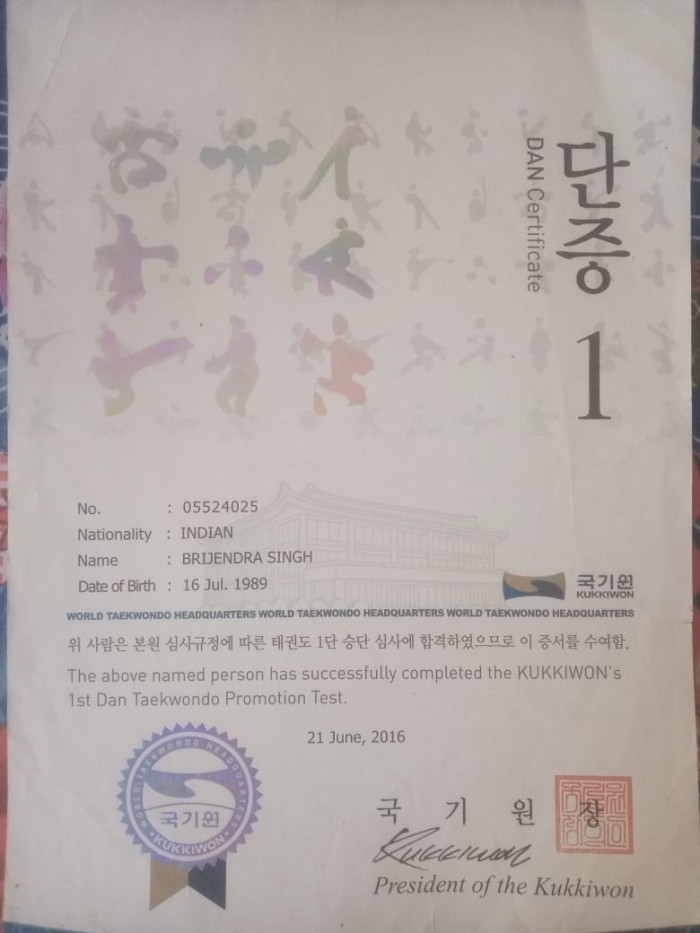 단증
DAN Certificate
1
No. : 05524025
Nationality : INDIAN
Name : BRIJENDRA SINGH
Date of Birth : 16 Jul. 1989
국기원
KUKKIWON
WORLD TAEKWONDO HEADQUARTERS WORLD TAEKWONDO HEADQUARTERS WORLD TAEKWONDO HEADQUARTERS
위 사람은 본원 심사규정에 따른 태권도 1단 승단 심사에 합격하였으므로 이 증서를 수여함.
The above named person has successfully completed the KUKKIWON's
1st Dan Taekwondo Promotion Test.
21 June, 2016
WORLD TAEKWONDO HEADQUARTERS
국기원
KUKKIWON
국 기 원 장
Kukkiwon
President of the Kukkiwon